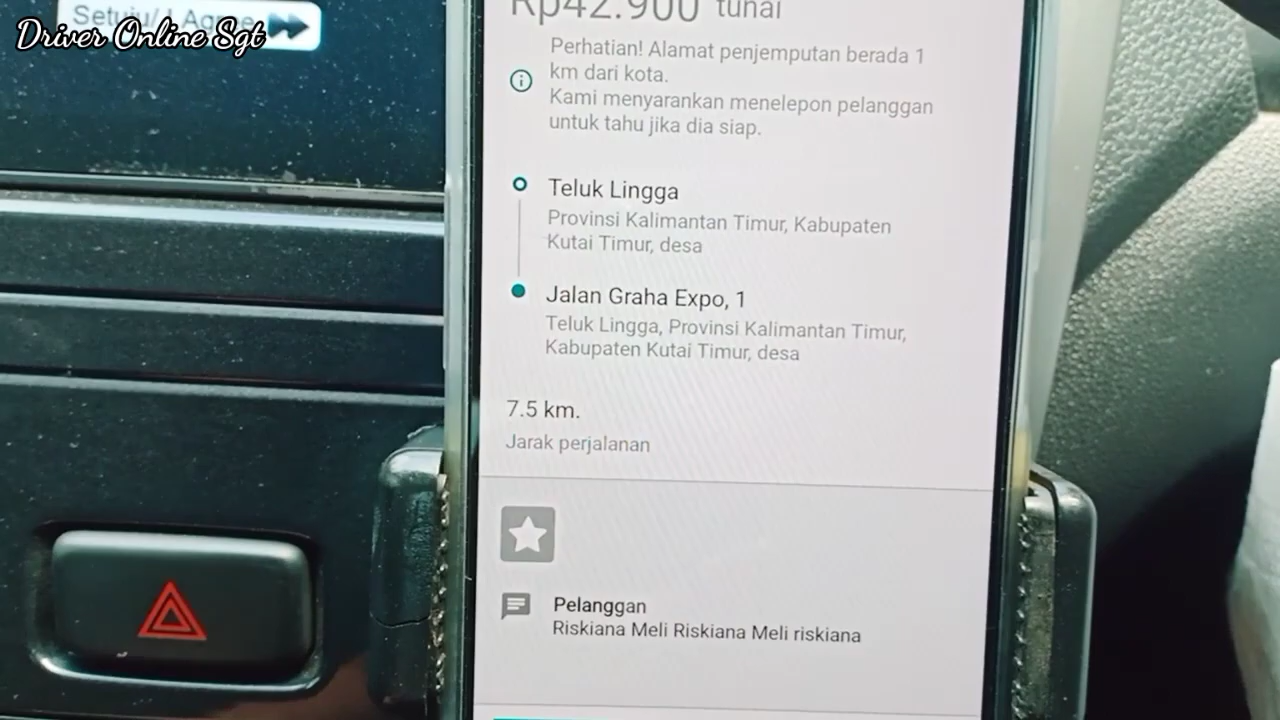 Setuju/ I Agree
Driver Online Sgt
Rp42.900 tunai
Perhatian! Alamat penjemputan berada 1
km dari kota.
Kami menyarankan menelepon pelanggan
untuk tahu jika dia siap.
Teluk Lingga
Provinsi Kalimantan Timur, Kabupaten
Kutai Timur, desa
Jalan Graha Expo, 1
Teluk Lingga, Provinsi Kalimantan Timur,
Kabupaten Kutai Timur, desa
7.5 km.
Jarak perjalanan
Pelanggan
Riskiana Meli Riskiana Meli riskiana